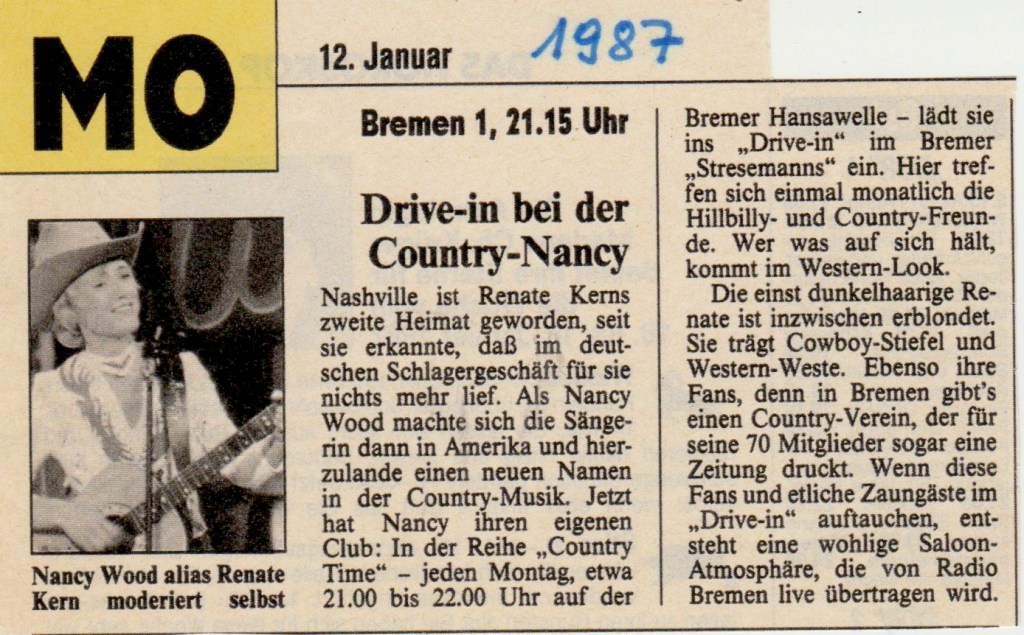 MO
12. Januar 1987
Bremen 1, 21.15 Uhr
Drive-in bei der
Country-Nancy
Nashville ist Renate Kerns
zweite Heimat geworden, seit
sie erkannte, daß im deut-
schen Schlagergeschäft für sie
nichts mehr lief. Als Nancy
Wood machte sich die Sänge-
rin dann in Amerika und hier-
zulande einen neuen Namen
in der Country-Musik. Jetzt
hat Nancy ihren eigenen
Club: In der Reihe „Country
Time“ – jeden Montag, etwa
21.00 bis 22.00 Uhr auf der
Bremer Hansawelle – lädt sie
ins „Drive-in“ im Bremer
„Stresemanns“ ein. Hier tref-
fen sich einmal monatlich die
Hillbilly- und Country-Freun-
de. Wer was auf sich hält,
kommt im Western-Look.
Die einst dunkelhaarige Re-
nate ist inzwischen erblondet.
Sie trägt Cowboy-Stiefel und
Western-Weste. Ebenso ihre
Fans, denn in Bremen gibt's
einen Country-Verein, der für
seine 70 Mitglieder sogar eine
Zeitung druckt. Wenn diese
Fans und etliche Zaungäste im
„Drive-in“ auftauchen, ent-
steht eine wohlige Saloon-
Atmosphäre, die von Radio
Bremen live übertragen wird.
Nancy Wood alias Renate
Kern moderiert selbst